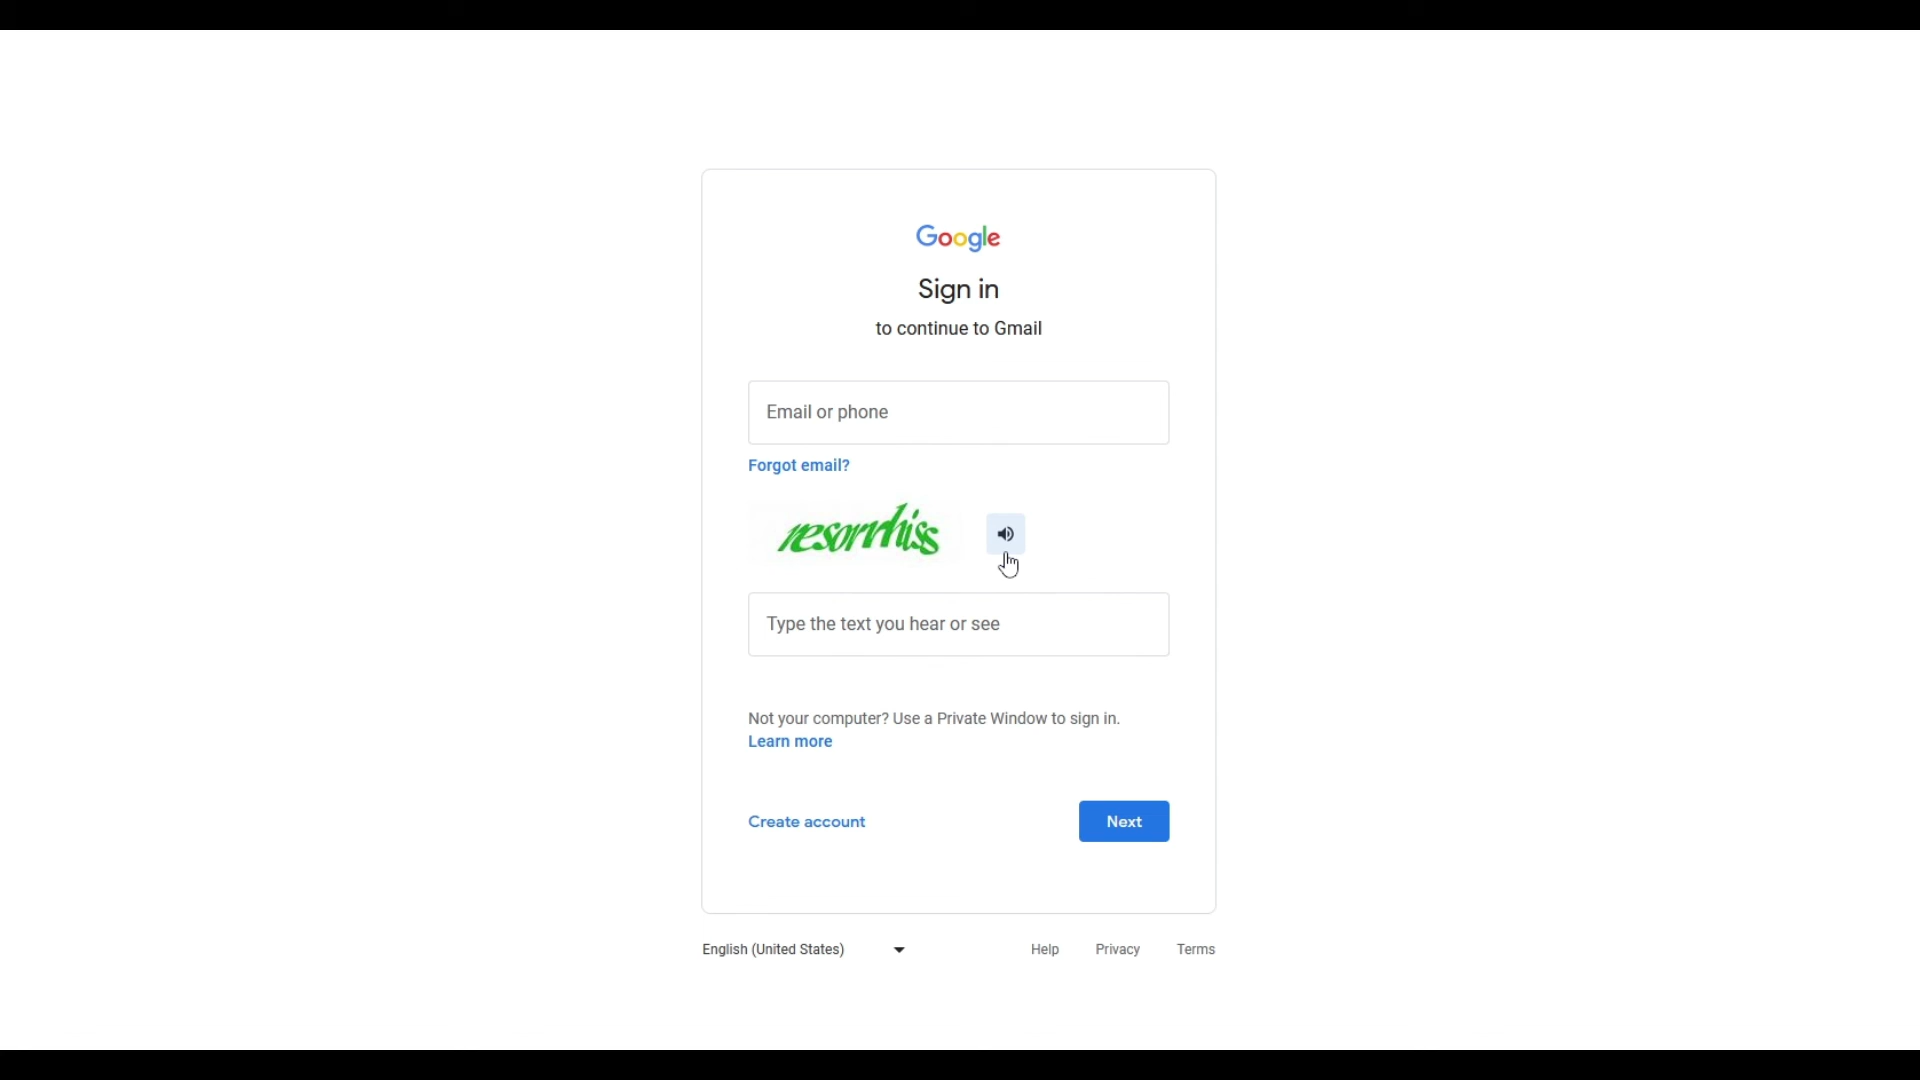 Google
Sign in
to continue to Gmail
Email or phone
Forgot email?
Type the text you hear or see
Not your computer? Use a Private Window to sign in.
Learn more
Create account
Next
English (United States)
Help Privacy Terms